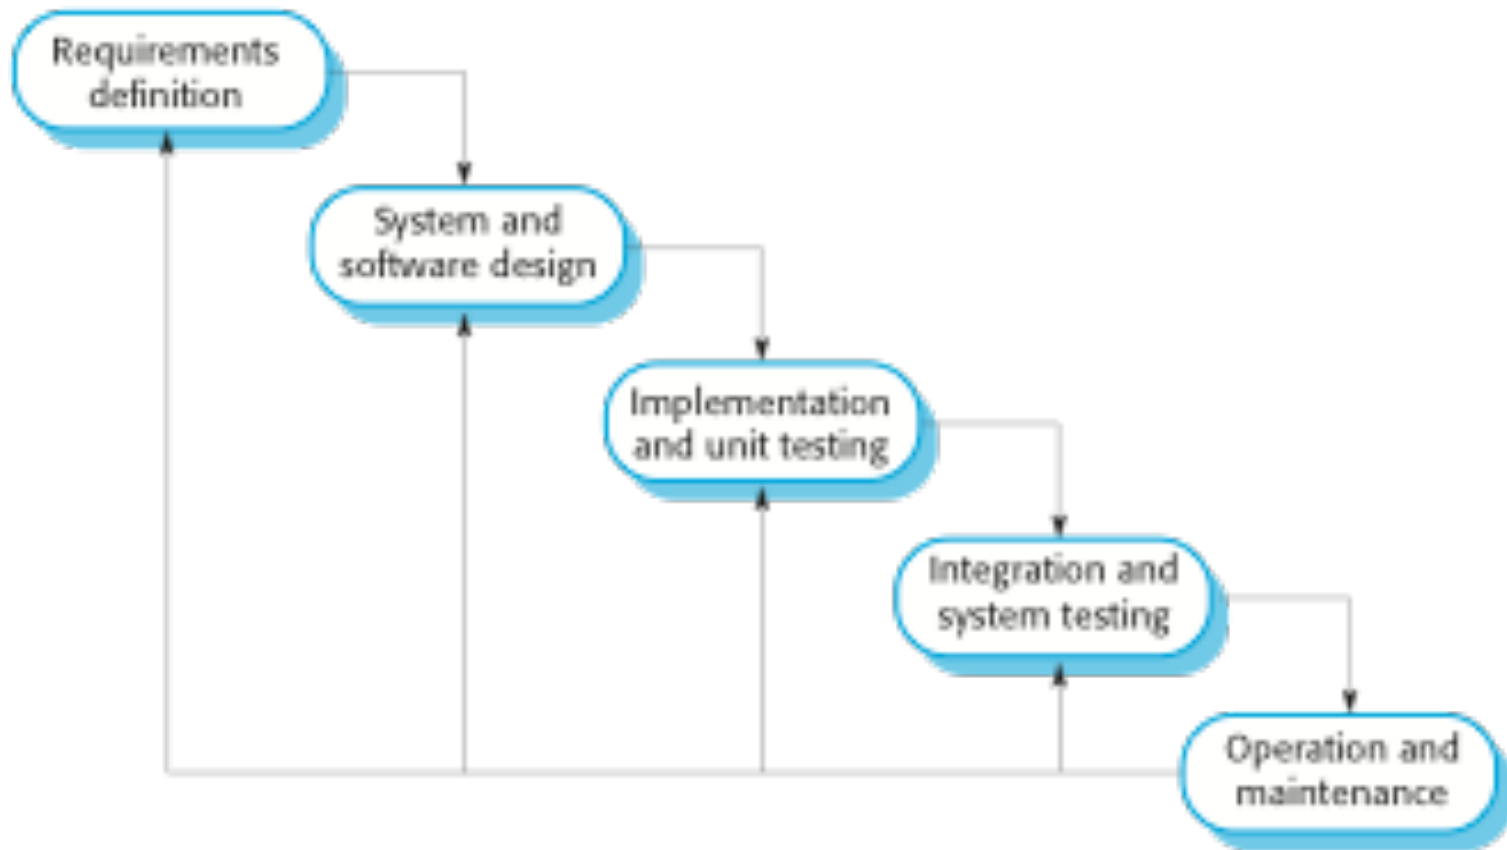 Requirements
definition
System and
software design
Implementation
and unit testing
Integration and
system testing
Operation and
maintenance